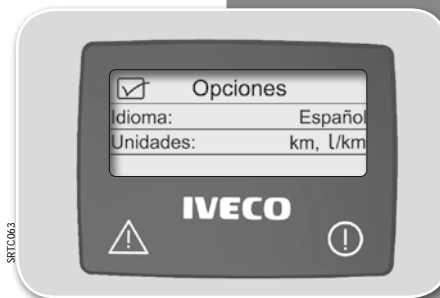 Opciones
Idioma: Español
Unidades: km, l/km
IVECO
SRTC063